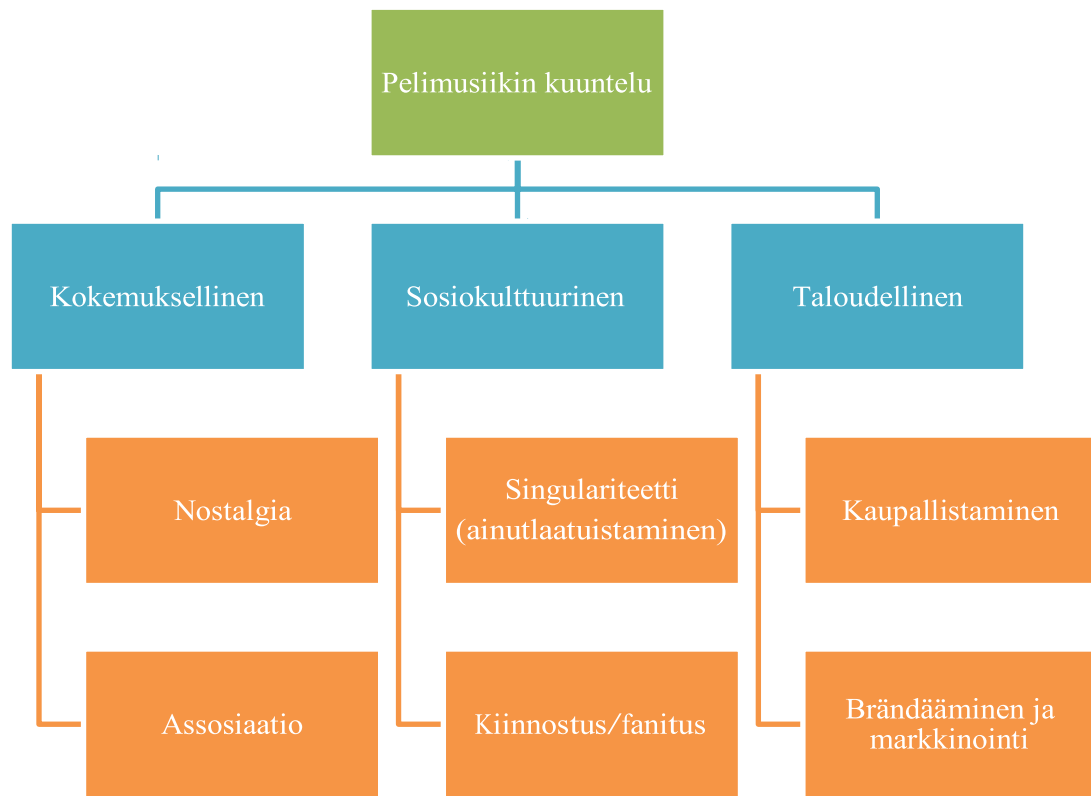 Pelimusiikin kuuntelu
Kokemuksellinen
Sosiokulttuurinen
Taloudellinen
Nostalgia
Singulariteetti
(ainutlaatuistaminen)
Kaupallistaminen
Assosiaatio
Kiinnostus/fanitus
Brändääminen ja
markkinointi